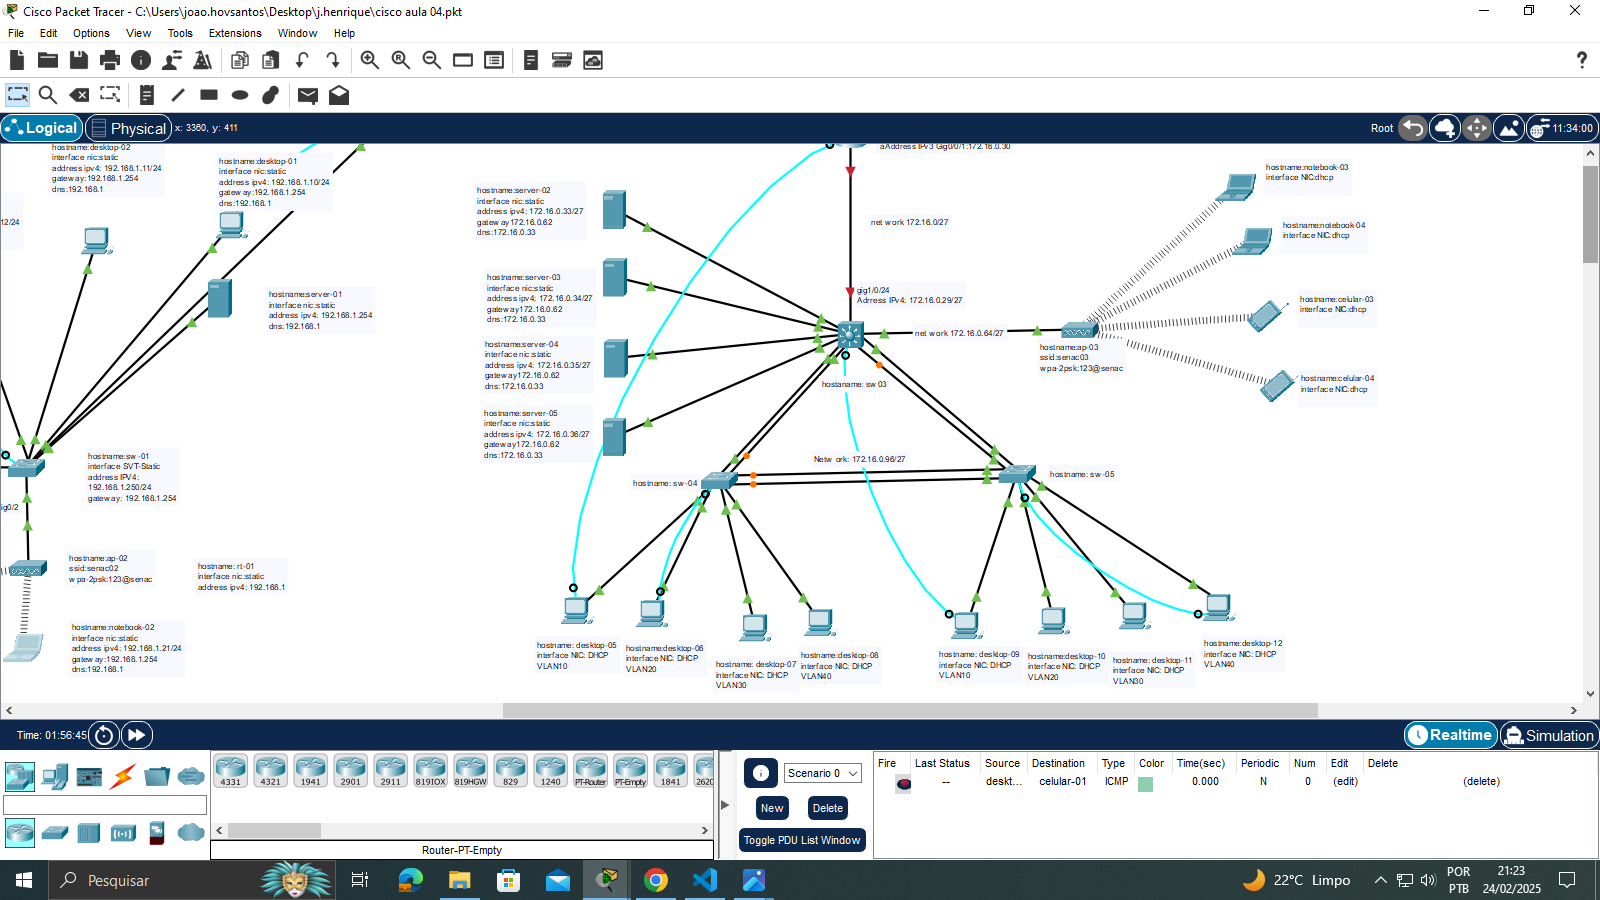 Cisco Packet Tracer - C:\Users\joao.hovsantos\Desktop\j.henrique\cisco aula 04.pkt
File Edit Options View Tools Extensions Window Help
Logical Physical x: 3360, y: 411
Root 11:34:00
hostname:desktop-02
interface nic:static
address ipv4: 192.168.1.11/24
gateway:192.168.1.254
dns:192.168.1
hostname:desktop-01
interface nic:static
address ipv4: 192.168.1.10/24
gateway:192.168.1.254
dns:192.168.1
12/24
hostname:server-01
interface nic:static
address ipv4: 192.168.1.254
dns:192.168.1
hostname:sw-01
interface SVT-Static
address IPV4:
192.168.1.250/24
gateway: 192.168.1.254
ig0/2
hostname:ap-02
ssid:senac02
wpa-2psk:123@senac
hostname: rt-01
interface nic:static
address ipv4: 192.168.1
hostname:notebook-02
interface nic:static
address ipv4: 192.168.1.21/24
gateway:192.168.1.254
dns:192.168.1
hostname:server-02
interface nic:static
address ipv4: 172.16.0.33/27
gateway172.16.0.62
dns:172.16.0.33
hostname:server-03
interface nic:static
address ipv4: 172.16.0.34/27
gateway172.16.0.62
dns:172.16.0.33
hostname:server-04
interface nic:static
address ipv4: 172.16.0.35/27
gateway172.16.0.62
dns:172.16.0.33
hostname:server-05
interface nic:static
address ipv4: 172.16.0.36/27
gateway172.16.0.62
dns:172.16.0.33
aAddress IPV3 Gig0/0/1:172.16.0.30
net work 172.16.0/27
gig1/0/24
Adrress IPv4: 172.16.0.29/27
net work 172.16.0.64/27
hostaname: sw03
hostname:ap-03
ssid:senac03
wpa-2psk:123@senac
hostname:notebook-03
interface NIC:dhcp
hostname:notebook-04
interface NIC:dhcp
hostname:celular-03
interface NIC:dhcp
hostname:celular-04
interface NIC:dhcp
Netw ork: 172.16.0.96/27
hostname: sw-04
hostname: sw-05
hostname: desktop-05
interface NIC: DHCP
VLAN10
hostname: desktop-06
interface NIC: DHCP
VLAN20
hostname: desktop-07
interface NIC: DHCP
VLAN30
hostname:desktop-08
interface NIC: DHCP
VLAN40
hostname: desktop-09
interface NIC: DHCP
VLAN10
hostname:desktop-10
interface NIC: DHCP
VLAN20
hostname: desktop-11
interface NIC: DHCP
VLAN30
hostname: desktop-12
interface NIC: DHCP
VLAN40
Time: 01:56:45
Realtime Simulation
4331 4321 1941 2901 2911 819IOX 819HGW 829 1240 PT-Router PT-Empty 1841 2620
Router-PT-Empty
Scenario 0
New Delete
Toggle PDU List Window
Fire Last Status Source Destination Type Color Time(sec) Periodic Num Edit Delete
-- deskt... celular-01 ICMP 0.000 N 0 (edit) (delete)
Pesquisar
22°C Limpo
POR
PTB
21:23
24/02/2025